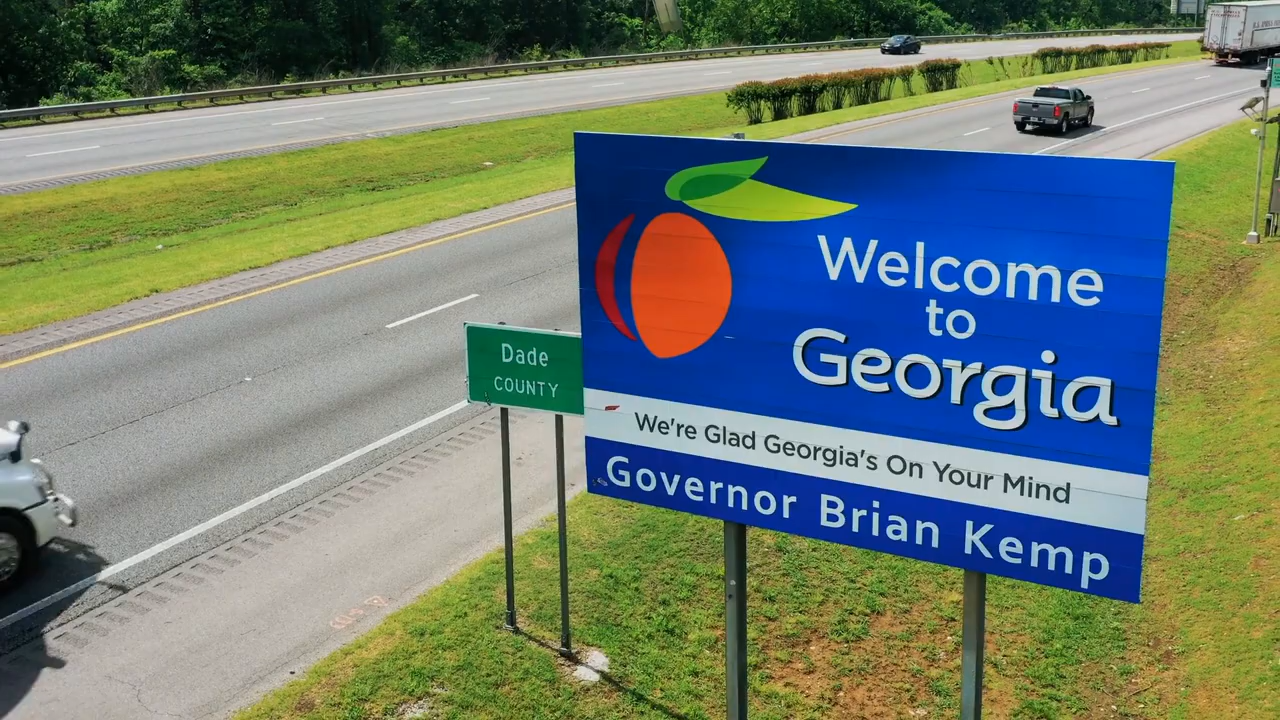 Welcome
to
Georgia
We're Glad Georgia's On Your Mind
Governor Brian Kemp
Dade
COUNTY